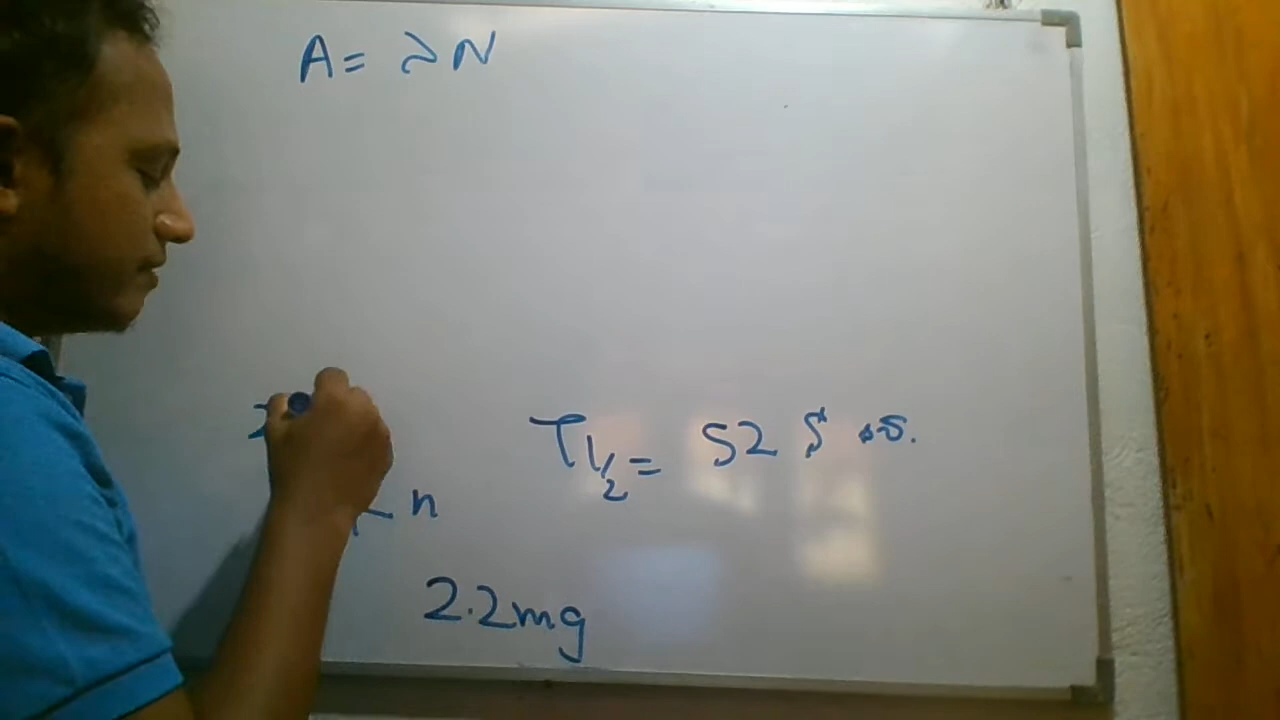 A = λN
T1/2 = 52 S
n
2.2mg